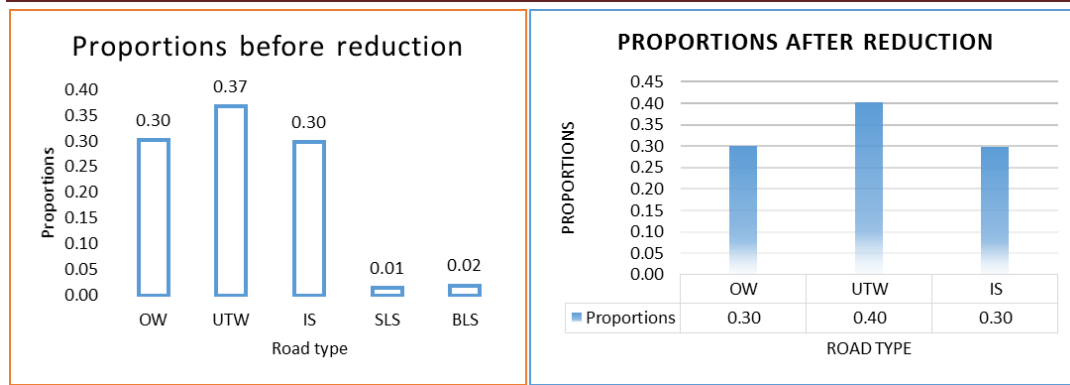 Proportions before reduction
Proportions
0.40
0.35
0.30
0.25
0.20
0.15
0.10
0.05
0.00
0.30
0.37
0.30
0.01
0.02
OW UTW IS SLS BLS
Road type
PROPORTIONS AFTER REDUCTION
PROPORTIONS
0.45
0.40
0.35
0.30
0.25
0.20
0.15
0.10
0.05
0.00
OW UTW IS
Proportions 0.30 0.40 0.30
ROAD TYPE